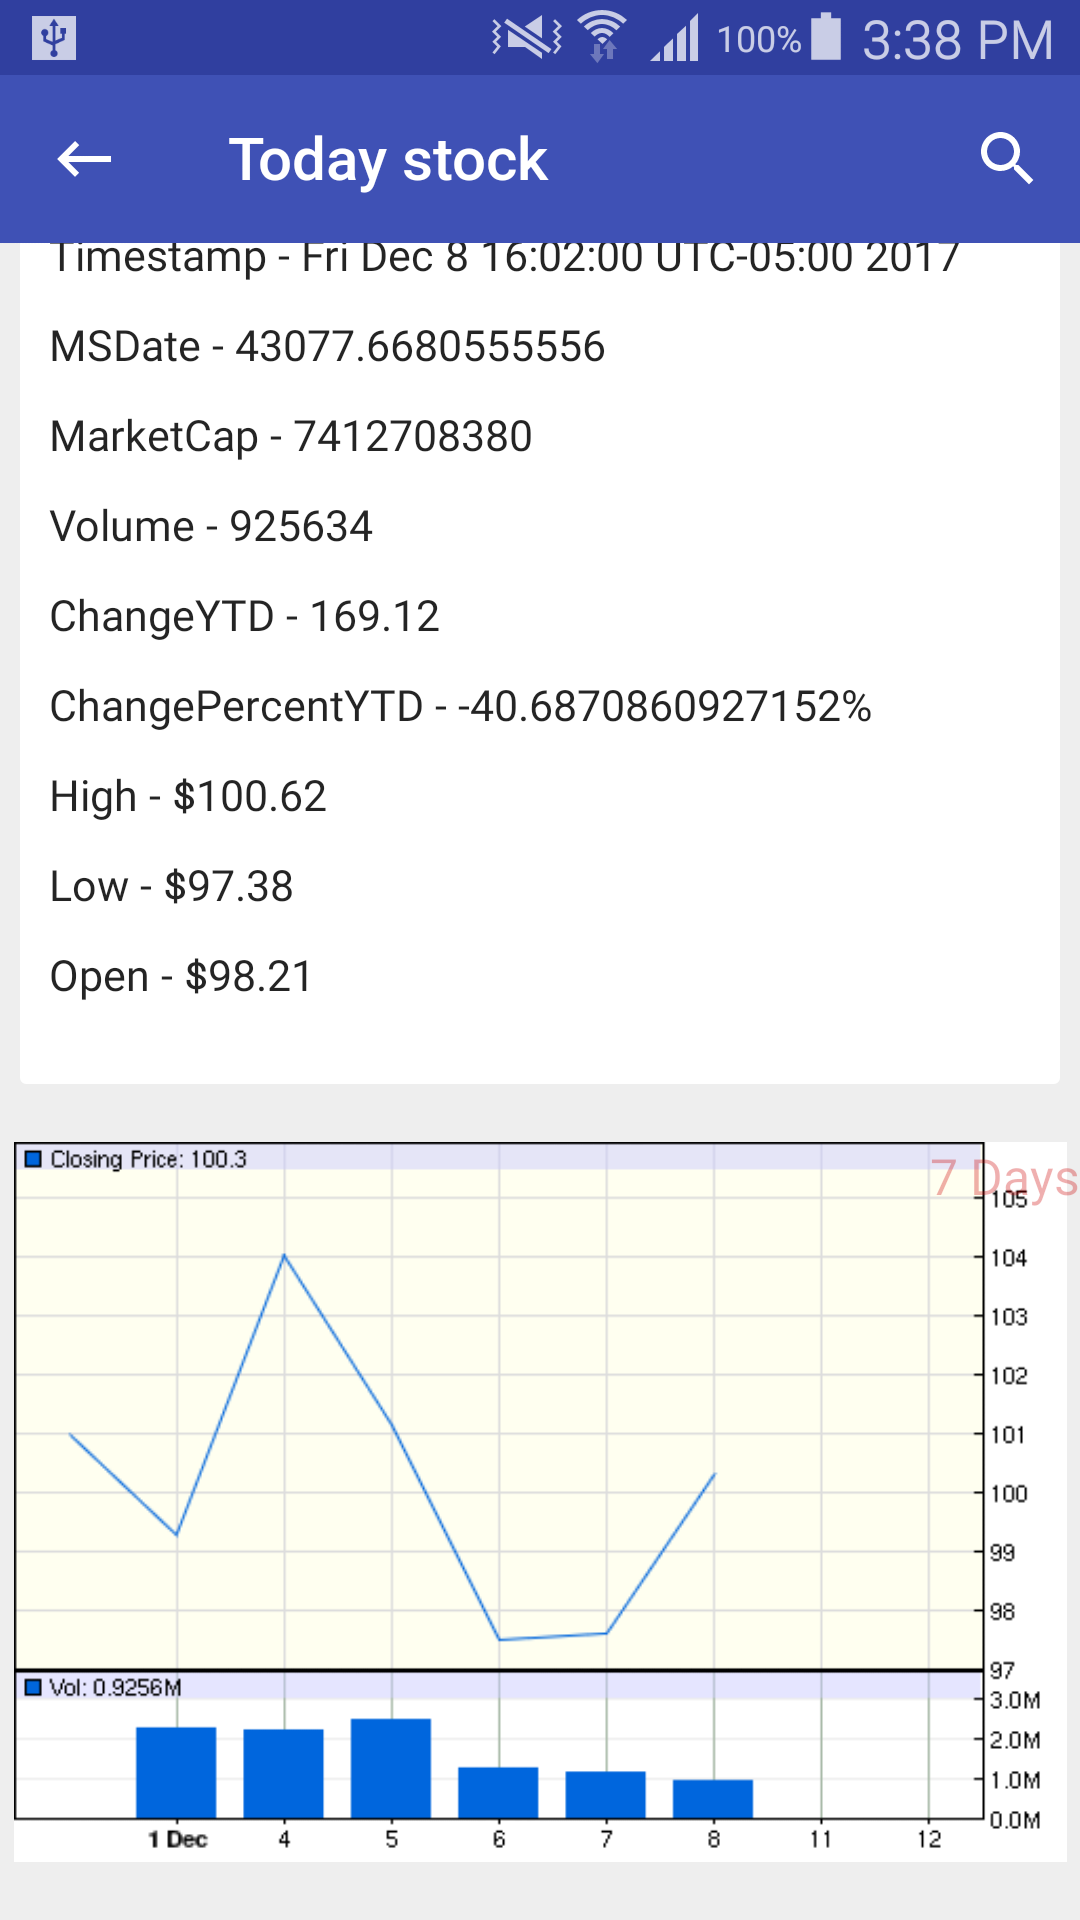 100% 3:38 PM
Today stock
Timestamp - Fri Dec 8 16:02:00 UTC-05:00 2017
MSDate - 43077.6680555556
MarketCap - 7412708380
Volume - 925634
ChangeYTD - 169.12
ChangePercentYTD - -40.6870860927152%
High - $100.62
Low - $97.38
Open - $98.21
Closing Price: 100.3
7 Days
105
104
103
102
101
100
99
98
97
Vol: 0.9256M
3.0M
2.0M
1.0M
0.0M
1 Dec 4 5 6 7 8 11 12